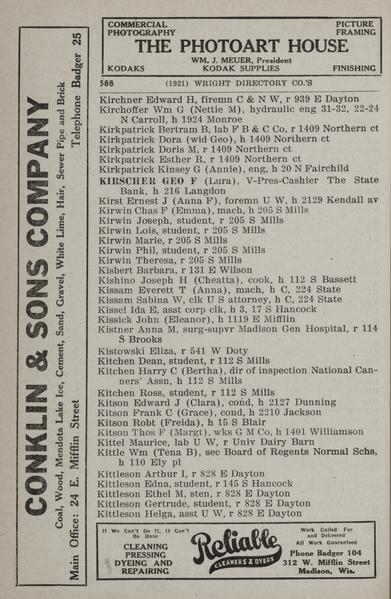 COMMERCIAL PHOTOGRAPHY
PICTURE FRAMING
THE PHOTOART HOUSE
WM. J. MEUER, President
KODAKS KODAK SUPPLIES FINISHING
588 (1921) WRIGHT DIRECTORY CO.'S
Kirchner Edward H, firemn C & N W, r 939 E Dayton
Kirchoffer Wm G (Nettie M), hydraulic eng 31-32, 22-24
N Carroll, h 1924 Monroe
Kirkpatrick Bertram B, lab F B & C Co, r 1409 Northern ct
Kirkpatrick Dora (wid Geo), h 1409 Northern ct
Kirkpatrick Doris M, r 1409 Northern ct
Kirkpatrick Esther R, r 1409 Northern ct
Kirkpatrick Kinsey G (Annie), eng, h 20 N Fairchild
KIRSCHER GEO F (Lura), V-Pres-Cashier The State
Bank, h 216 Langdon
Kirst Ernest J (Anna F), foremn U W, h 2129 Kendall av
Kirwin Chas F (Emma), mach, h 205 S Mills
Kirwin Joseph, student, r 205 S Mills
Kirwin Lois, student, r 205 S Mills
Kirwin Marie, r 205 S Mills
Kirwin Phil, student, r 205 S Mills
Kirwin Theresa, r 205 S Mills
Kisbert Barbara, r 131 E Wilson
Kishino Joseph H (Cheatta), cook, h 112 S Bassett
Kissam Everett T (Anna), mach, h C, 224 State
Kissam Sabina W, clk U S attorney, h C, 224 State
Kissel Ida E, asst corp clk, h 3, 17 S Hancock
Kissick John (Eleanor), h 1119 E Mifflin
Kistner Anna M, surg-supvr Madison Gen Hospital, r 114
S Brooks
Kistowski Eliza, r 541 W Doty
Kitchen Dean, student, r 112 S Mills
Kitchen Harry C (Bertha), dir of inspection National Can-
ners' Assn, h 112 S Mills
Kitchen Ross, student, r 112 S Mills
Kitson Edward J (Clara), cond, h 2127 Dunning
Kitson Frank C (Grace), cond, h 2210 Jackson
Kitson Robt (Freida), h 15 S Blair
Kitson Thos F (Margt), wks G M Co, h 1401 Williamson
Kittel Maurice, lab U W, r Univ Dairy Barn
Kittle Wm (Tena B), sec Board of Regents Normal Schs,
h 110 Ely pl
Kittleson Arthur I, r 828 E Dayton
Kittleson Edna, student, r 145 S Hancock
Kittleson Ethel M, sten, r 828 E Dayton
Kittleson Gertrude, student, r 828 E Dayton
Kittleson Helga, asst U W, r 828 E Dayton
If We Can't Do It, It Can't
Be Done
CLEANING
PRESSING
DYEING AND
REPAIRING
Reliable
CLEANERS & DYERS
Work Called For
and Delivered
All Work Guaranteed
Phone Badger 104
312 W. Mifflin Street
Madison, Wis.
CONKLIN & SONS COMPANY
Coal, Wood, Mendota Lake Ice, Cement, Sand, Gravel, White Lime, Hair, Sewer Pipe and Brick
Main Office: 24 E. Mifflin Street Telephone Badger 25